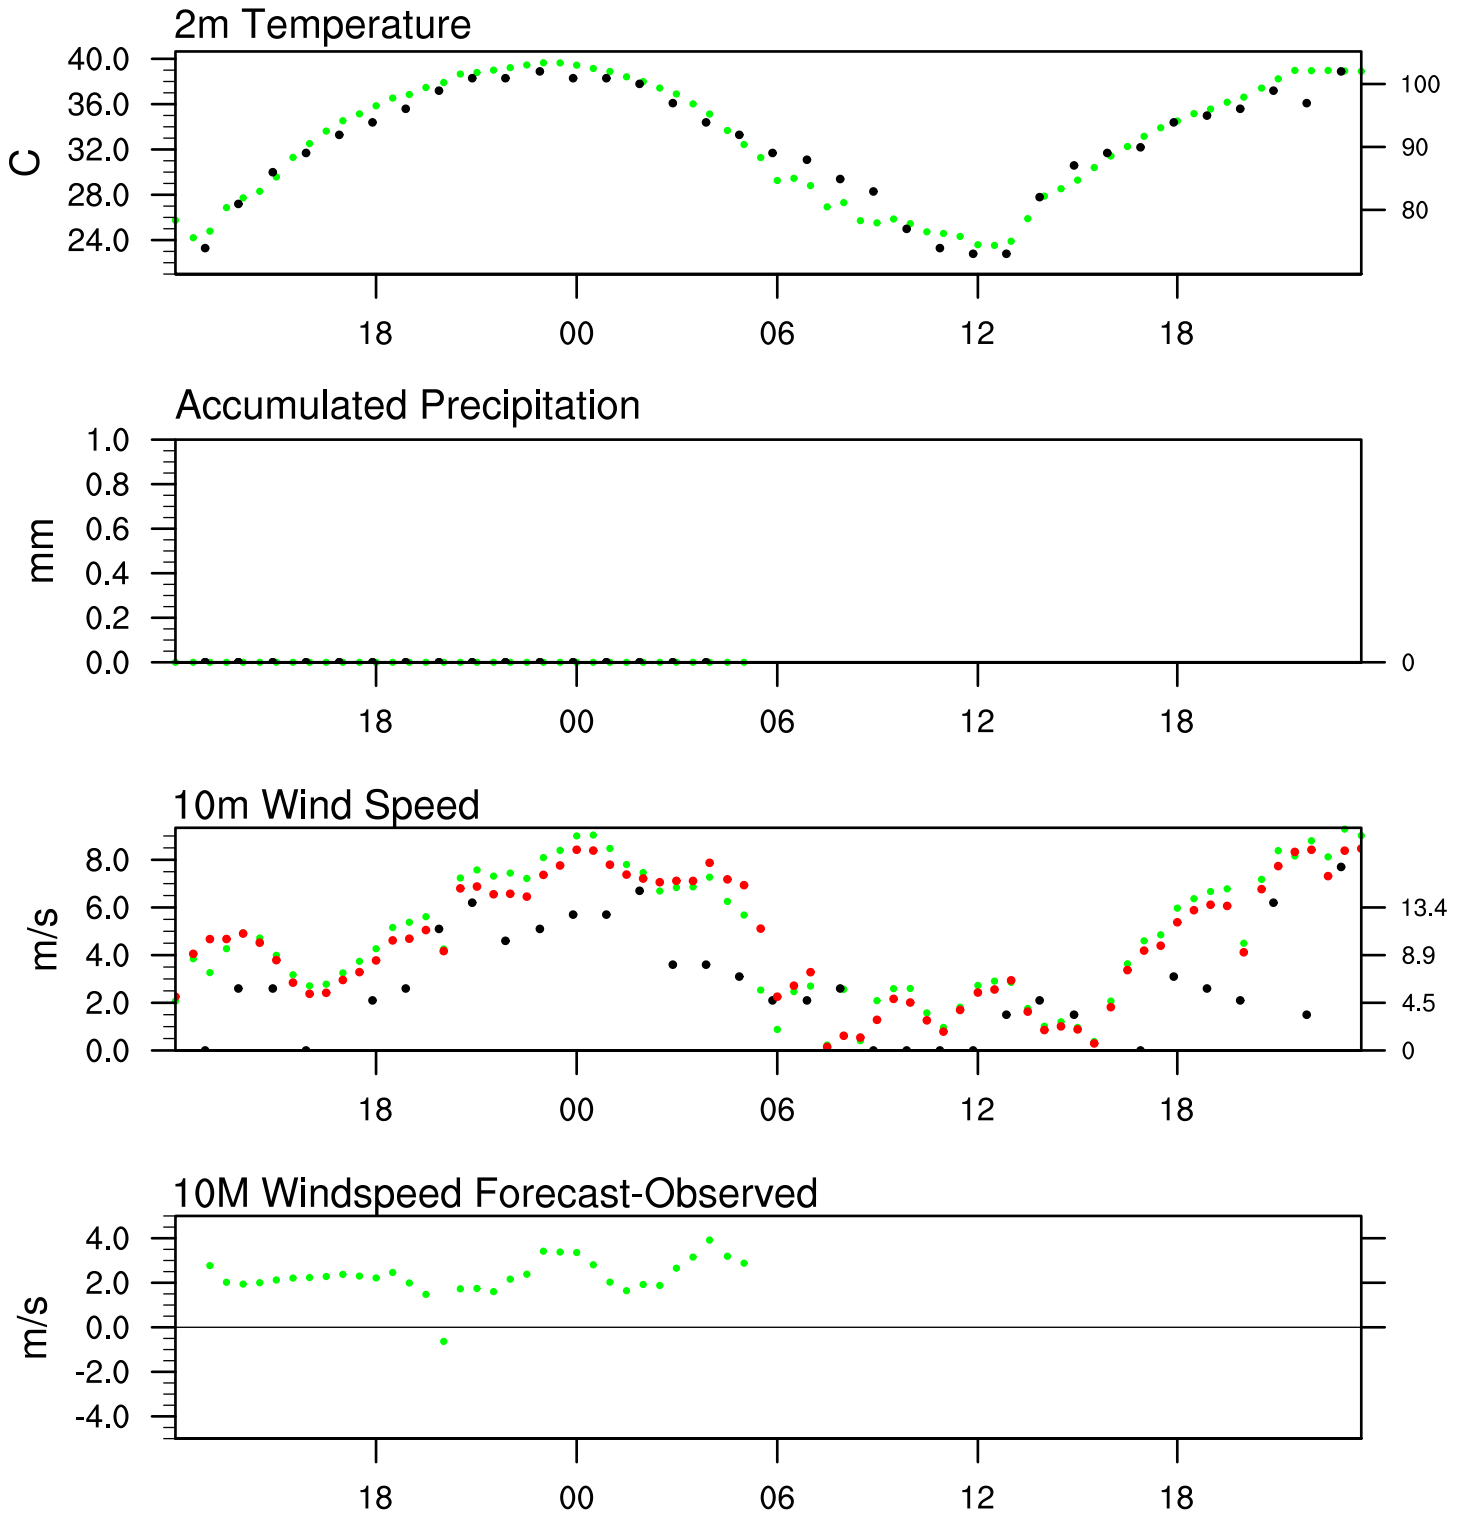 2m Temperature
40.0
36.0
32.0
28.0
24.0
C
100
90
80
18 00 06 12 18
Accumulated Precipitation
1.0
0.8
0.6
0.4
0.2
0.0
mm
0
18 00 06 12 18
10m Wind Speed
8.0
6.0
4.0
2.0
0.0
m/s
13.4
8.9
4.5
0
18 00 06 12 18
10M Windspeed Forecast-Observed
4.0
2.0
0.0
-2.0
-4.0
m/s
18 00 06 12 18